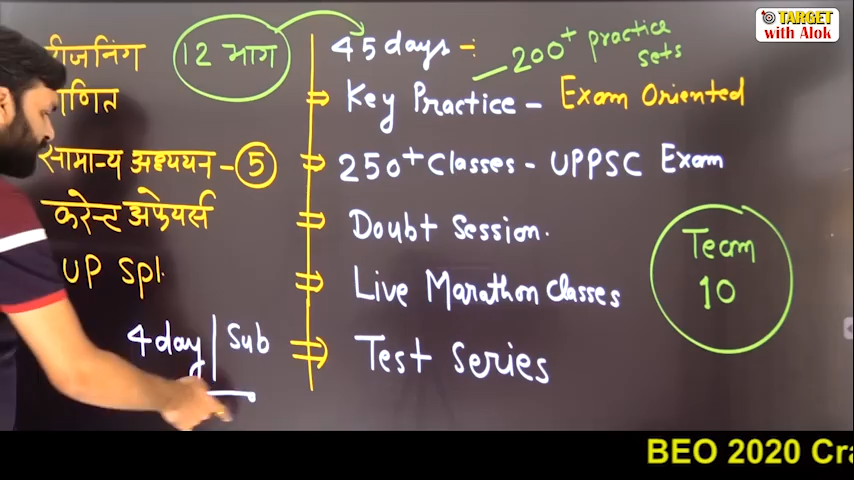 TARGET
with Alok
12 भाग
गणित
सामान्य अध्ययन - 5
करेन्ट अफेयर्स
UP Spl.
4 day | Sub
45 days -:
200+ practice
sets
⇒ Key Practice - Exam Oriented
⇒ 250+ Classes - UPPSC Exam
⇒ Doubt Session.
⇒ Live Marathon Classes
⇒ Test Series
Team
10
BEO 2020 Cra